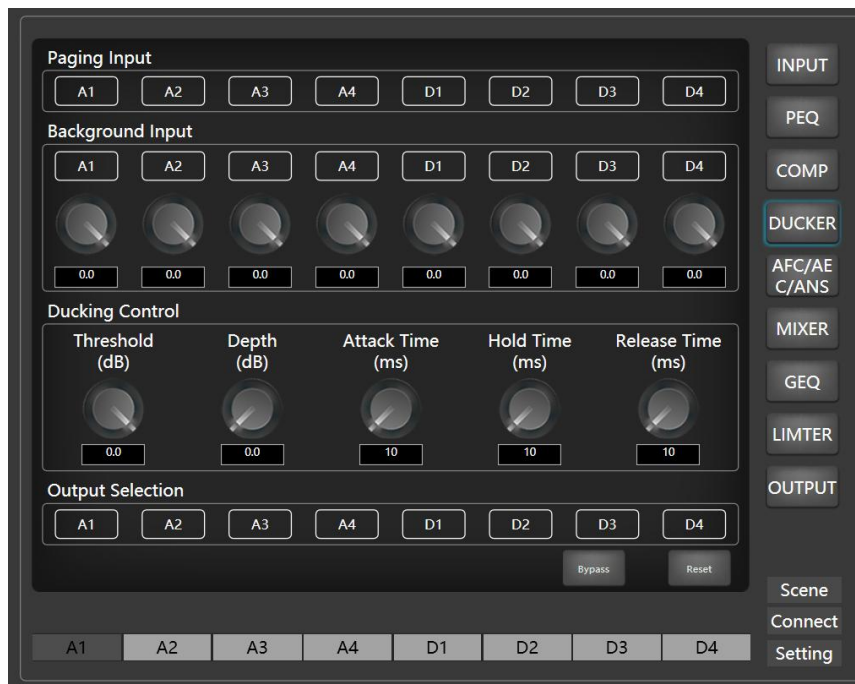 Paging Input
A1 A2 A3 A4 D1 D2 D3 D4
Background Input
A1 A2 A3 A4 D1 D2 D3 D4
0.0 0.0 0.0 0.0 0.0 0.0 0.0 0.0
Ducking Control
Threshold Depth Attack Time Hold Time Release Time
(dB) (dB) (ms) (ms) (ms)
0.0 0.0 10 10 10
Output Selection
A1 A2 A3 A4 D1 D2 D3 D4
Bypass Reset
A1 A2 A3 A4 D1 D2 D3 D4
INPUT
PEQ
COMP
DUCKER
AFC/AE
C/ANS
MIXER
GEQ
LIMTER
OUTPUT
Scene
Connect
Setting